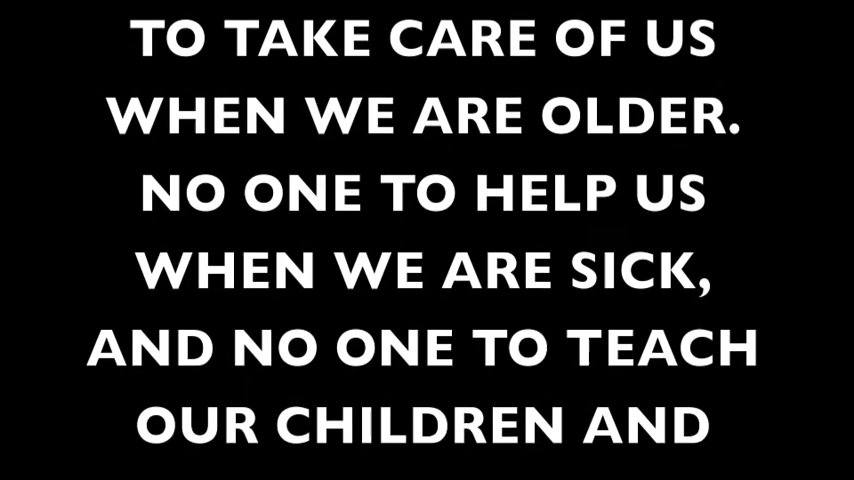 TO TAKE CARE OF US
WHEN WE ARE OLDER.
NO ONE TO HELP US
WHEN WE ARE SICK,
AND NO ONE TO TEACH
OUR CHILDREN AND